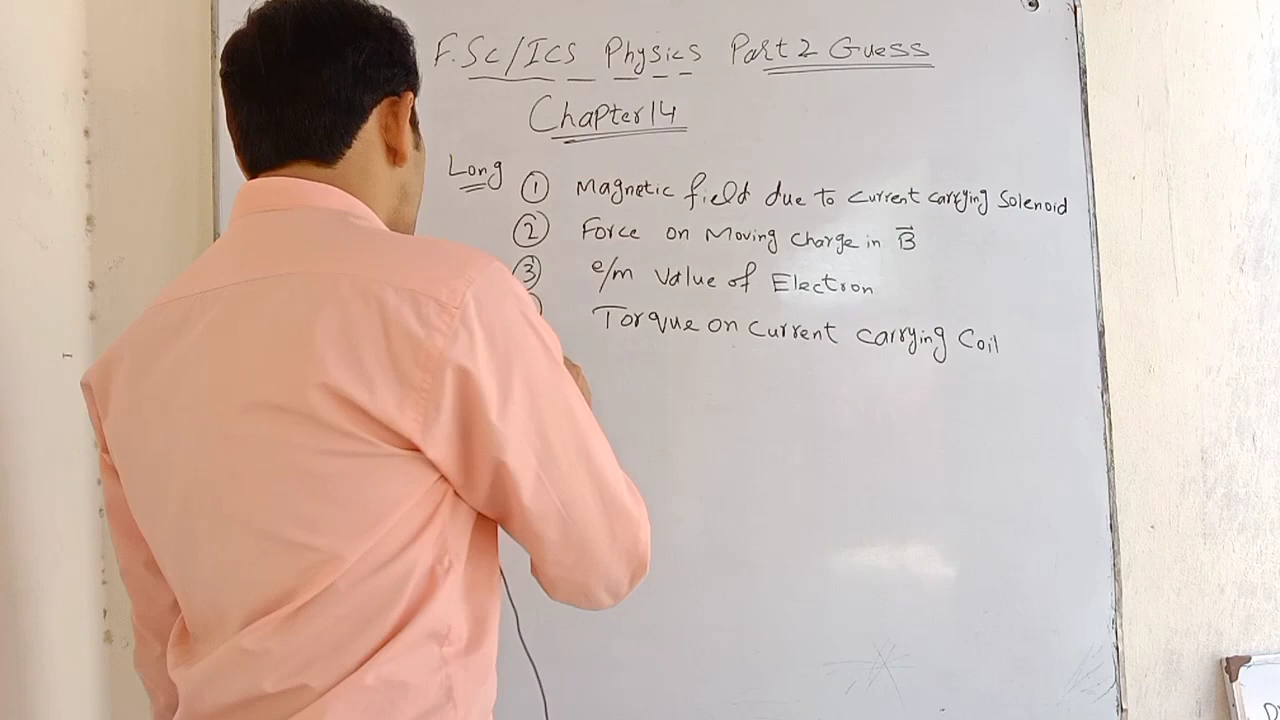 F.Sc/Ics Physics Part 2 Guess
Chapter 14
Long
① Magnetic field due to current carrying Solenoid
② Force on Moving charge in B⃗
③ e/m Value of Electron
Torque on current carrying Coil